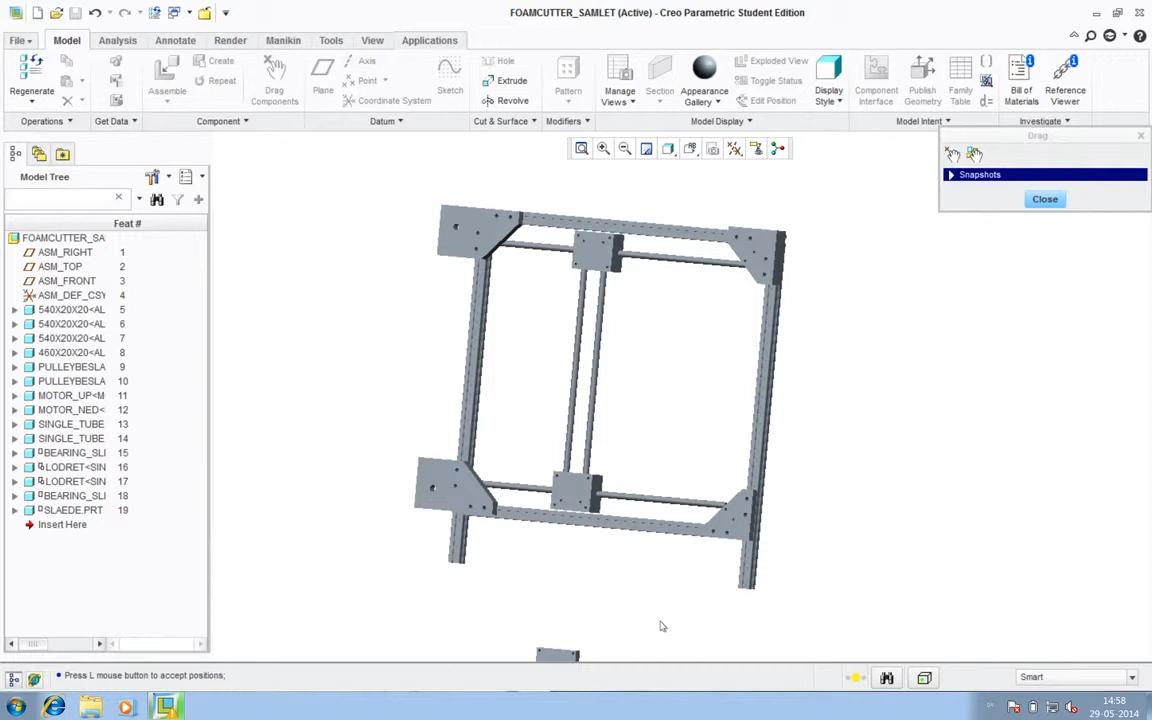 FOAMCUTTER_SAMLET (Active) - Creo Parametric Student Edition
File Model Analysis Annotate Render Manikin Tools View Applications
Regenerate
Operations
Get Data
Assemble
Create
Repeat
Drag Components
Component
Plane
Axis
Point
Coordinate System
Sketch
Datum
Hole
Extrude
Revolve
Cut & Surface
Pattern
Modifiers
Manage Views
Section
Appearance Gallery
Exploded View
Toggle Status
Edit Position
Display Style
Model Display
Component Interface
Publish Geometry
Family Table
Model Intent
Bill of Materials
Reference Viewer
Investigate
Drag
Snapshots
Close
Model Tree
Feat #
FOAMCUTTER_SA
ASM_RIGHT 1
ASM_TOP 2
ASM_FRONT 3
ASM_DEF_CSY 4
540X20X20<AL 5
540X20X20<AL 6
540X20X20<AL 7
460X20X20<AL 8
PULLEYBESLA 9
PULLEYBESLA 10
MOTOR_UP<M 11
MOTOR_NED< 12
SINGLE_TUBE 13
SINGLE_TUBE 14
BEARING_SLI 15
LODRET<SIN 16
LODRET<SIN 17
BEARING_SLI 18
SLAEDE.PRT 19
Insert Here
Press L mouse button to accept positions;
Smart
14:58
29-05-2014